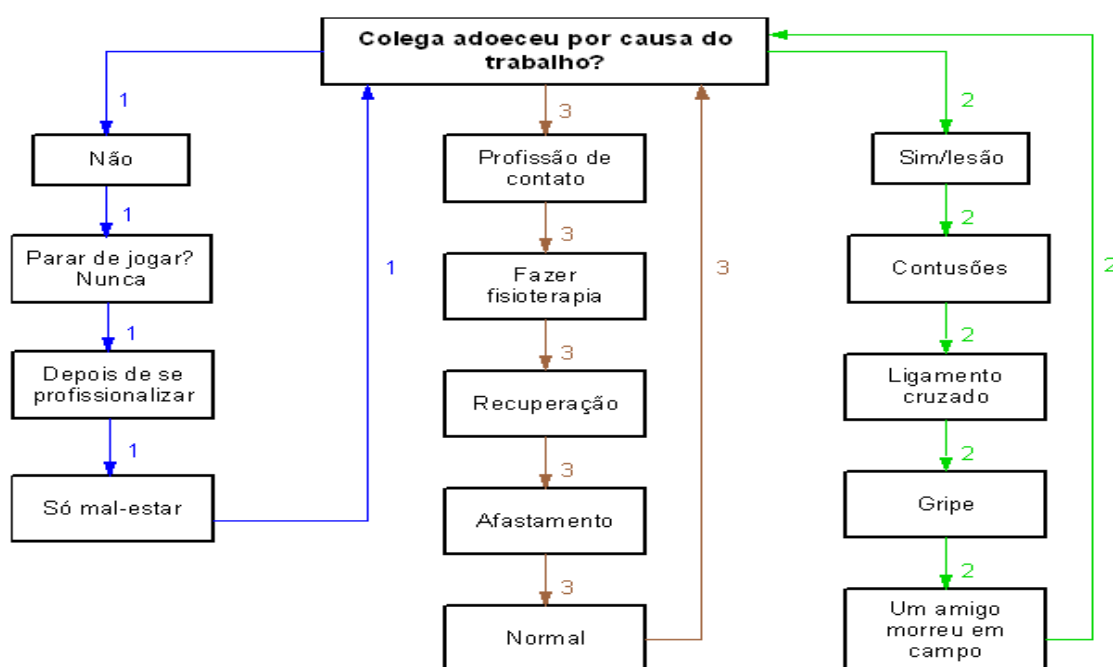 Colega adoeceu por causa do
trabalho?
1
3
2
Não
Profissão de
contato
Sim/lesão
1
3
2
Parar de jogar?
Nunca
1
Fazer
fisioterapia
3
Contusões
2
1
3
2
Depois de se
profissionalizar
Recuperação
Ligamento
cruzado
1
3
2
Só mal-estar
Afastamento
Gripe
3
2
Normal
Um amigo
morreu em
campo